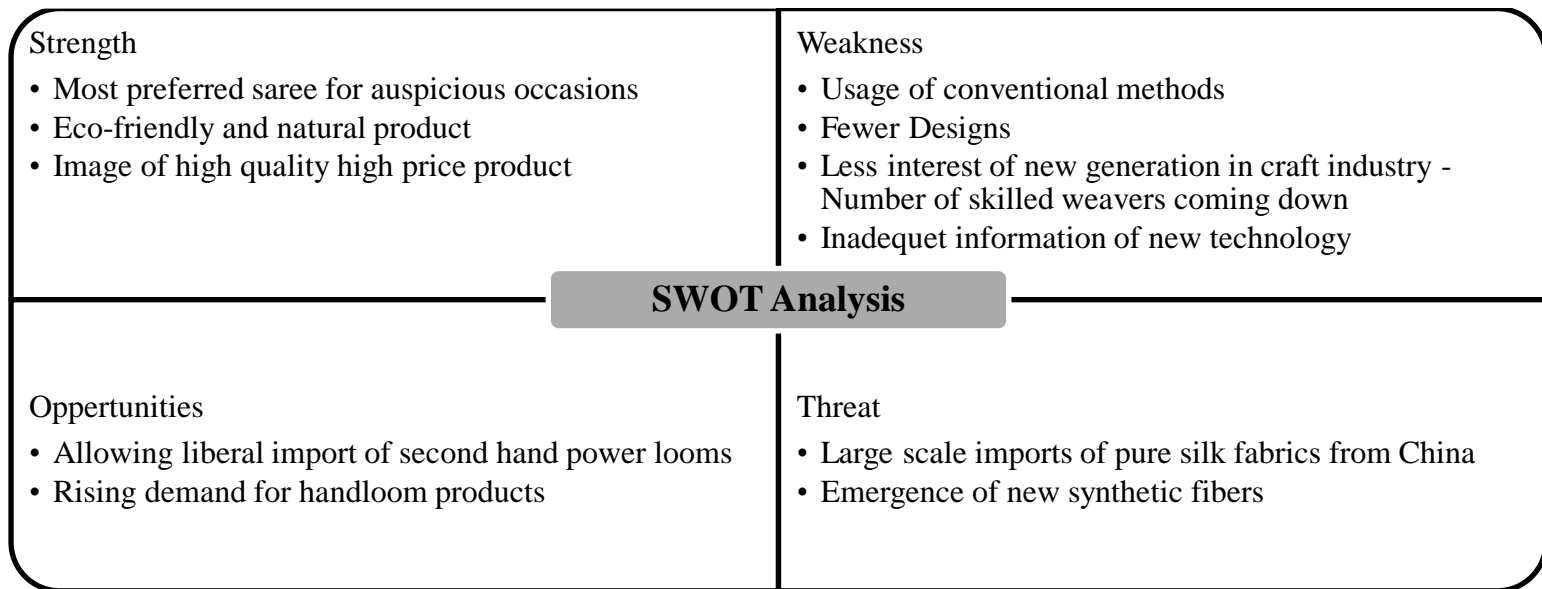 Strength
• Most preferred saree for auspicious occasions
• Eco-friendly and natural product
• Image of high quality high price product
Weakness
• Usage of conventional methods
• Fewer Designs
• Less interest of new generation in craft industry -
Number of skilled weavers coming down
• Inadequet information of new technology
SWOT Analysis
Oppertunities
• Allowing liberal import of second hand power looms
• Rising demand for handloom products
Threat
• Large scale imports of pure silk fabrics from China
• Emergence of new synthetic fibers